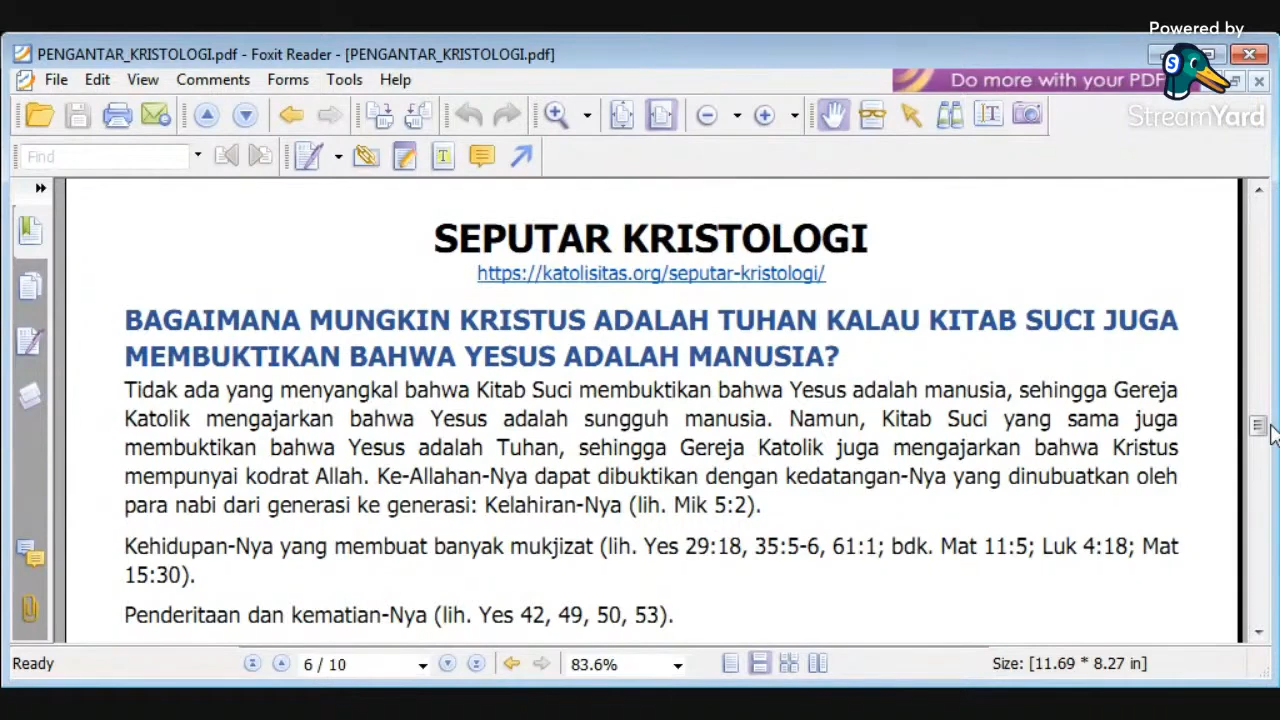 Powered by
StreamYard
PENGANTAR_KRISTOLOGI.pdf - Foxit Reader - [PENGANTAR_KRISTOLOGI.pdf]
File Edit View Comments Forms Tools Help
Do more with your PDF
Find
SEPUTAR KRISTOLOGI
https://katolisitas.org/seputar-kristologi/
BAGAIMANA MUNGKIN KRISTUS ADALAH TUHAN KALAU KITAB SUCI JUGA
MEMBUKTIKAN BAHWA YESUS ADALAH MANUSIA?
Tidak ada yang menyangkal bahwa Kitab Suci membuktikan bahwa Yesus adalah manusia, sehingga Gereja
Katolik mengajarkan bahwa Yesus adalah sungguh manusia. Namun, Kitab Suci yang sama juga
membuktikan bahwa Yesus adalah Tuhan, sehingga Gereja Katolik juga mengajarkan bahwa Kristus
mempunyai kodrat Allah. Ke-Allahan-Nya dapat dibuktikan dengan kedatangan-Nya yang dinubuatkan oleh
para nabi dari generasi ke generasi: Kelahiran-Nya (lih. Mik 5:2).
Kehidupan-Nya yang membuat banyak mukjizat (lih. Yes 29:18, 35:5-6, 61:1; bdk. Mat 11:5; Luk 4:18; Mat
15:30).
Penderitaan dan kematian-Nya (lih. Yes 42, 49, 50, 53).
Ready 6 / 10 83.6% Size: [11.69 * 8.27 in]